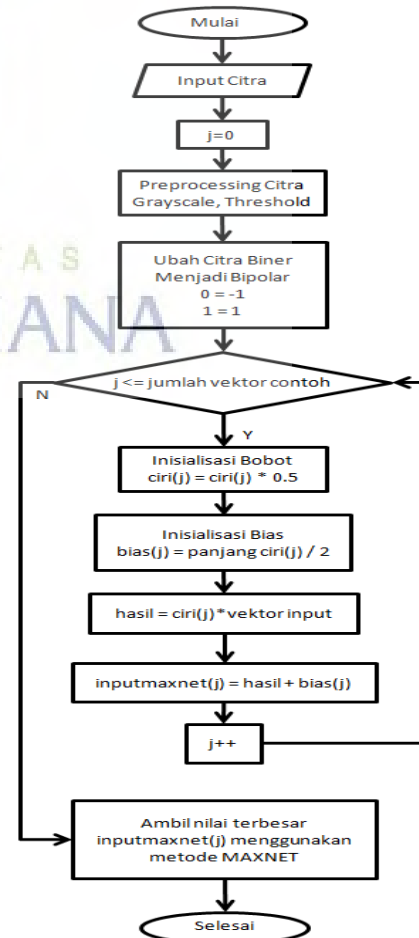 Mulai
Input Citra
j=0
Preprocessing Citra
Grayscale, Threshold
T A S
Ubah Citra Biner
Menjadi Bipolar
0 = -1
1 = 1
ANA
j <= jumlah vektor contoh
N
Y
Inisialisasi Bobot
ciri(j) = ciri(j) * 0.5
Inisialisasi Bias
bias(j) = panjang ciri(j) / 2
hasil = ciri(j)*vektor input
inputmaxnet(j) = hasil + bias(j)
j++
Ambil nilai terbesar
inputmaxnet(j) menggunakan
metode MAXNET
Selesai